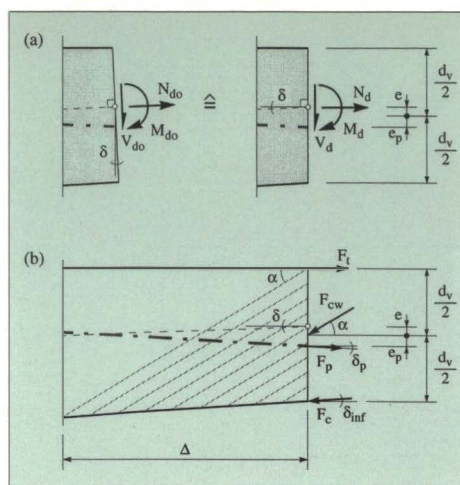 (a)
N_do
M_do
V_do
δ
≙
δ
N_d
M_d
V_d
e
e_p
d_v/2
d_v/2
(b)
F_t
α
F_cw
δ
α
F_p
δ_p
F_c
δ_inf
e
e_p
d_v/2
d_v/2
Δ